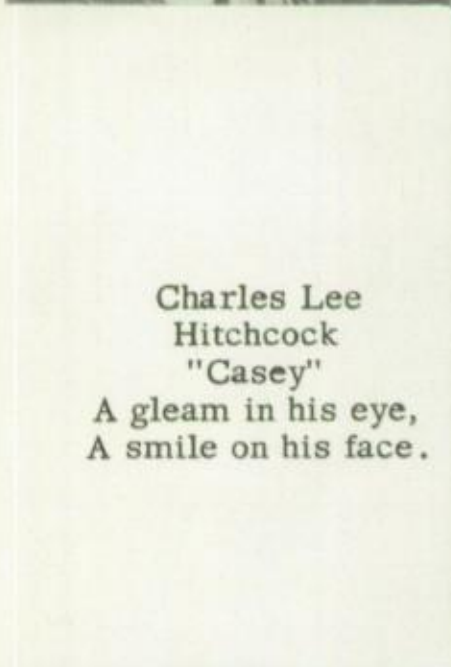 Charles Lee
Hitchcock
"Casey"
A gleam in his eye,
A smile on his face.